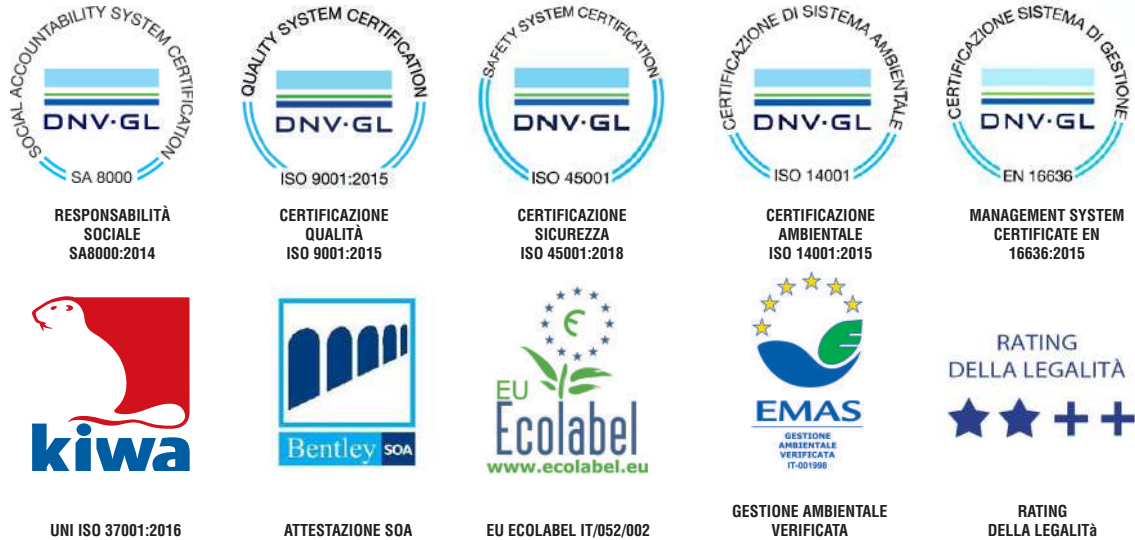 SOCIAL ACCOUNTABILITY SYSTEM CERTIFICATION
DNV·GL
SA 8000
QUALITY SYSTEM CERTIFICATION
DNV·GL
ISO 9001:2015
SAFETY SYSTEM CERTIFICATION
DNV·GL
ISO 45001
CERTIFICAZIONE DI SISTEMA AMBIENTALE
DNV·GL
ISO 14001
CERTIFICAZIONE SISTEMA DI GESTIONE
DNV·GL
EN 16636
RESPONSABILITÀ
SOCIALE
SA8000:2014
CERTIFICAZIONE
QUALITÀ
ISO 9001:2015
CERTIFICAZIONE
SICUREZZA
ISO 45001:2018
CERTIFICAZIONE
AMBIENTALE
ISO 14001:2015
MANAGEMENT SYSTEM
CERTIFICATE EN
16636:2015
kiwa
Bentley SOA
EU
Ecolabel
www.ecolabel.eu
EMAS
GESTIONE
AMBIENTALE
VERIFICATA
IT-001998
RATING
DELLA LEGALITÀ
UNI ISO 37001:2016
ATTESTAZIONE SOA
EU ECOLABEL IT/052/002
GESTIONE AMBIENTALE
VERIFICATA
RATING
DELLA LEGALITà